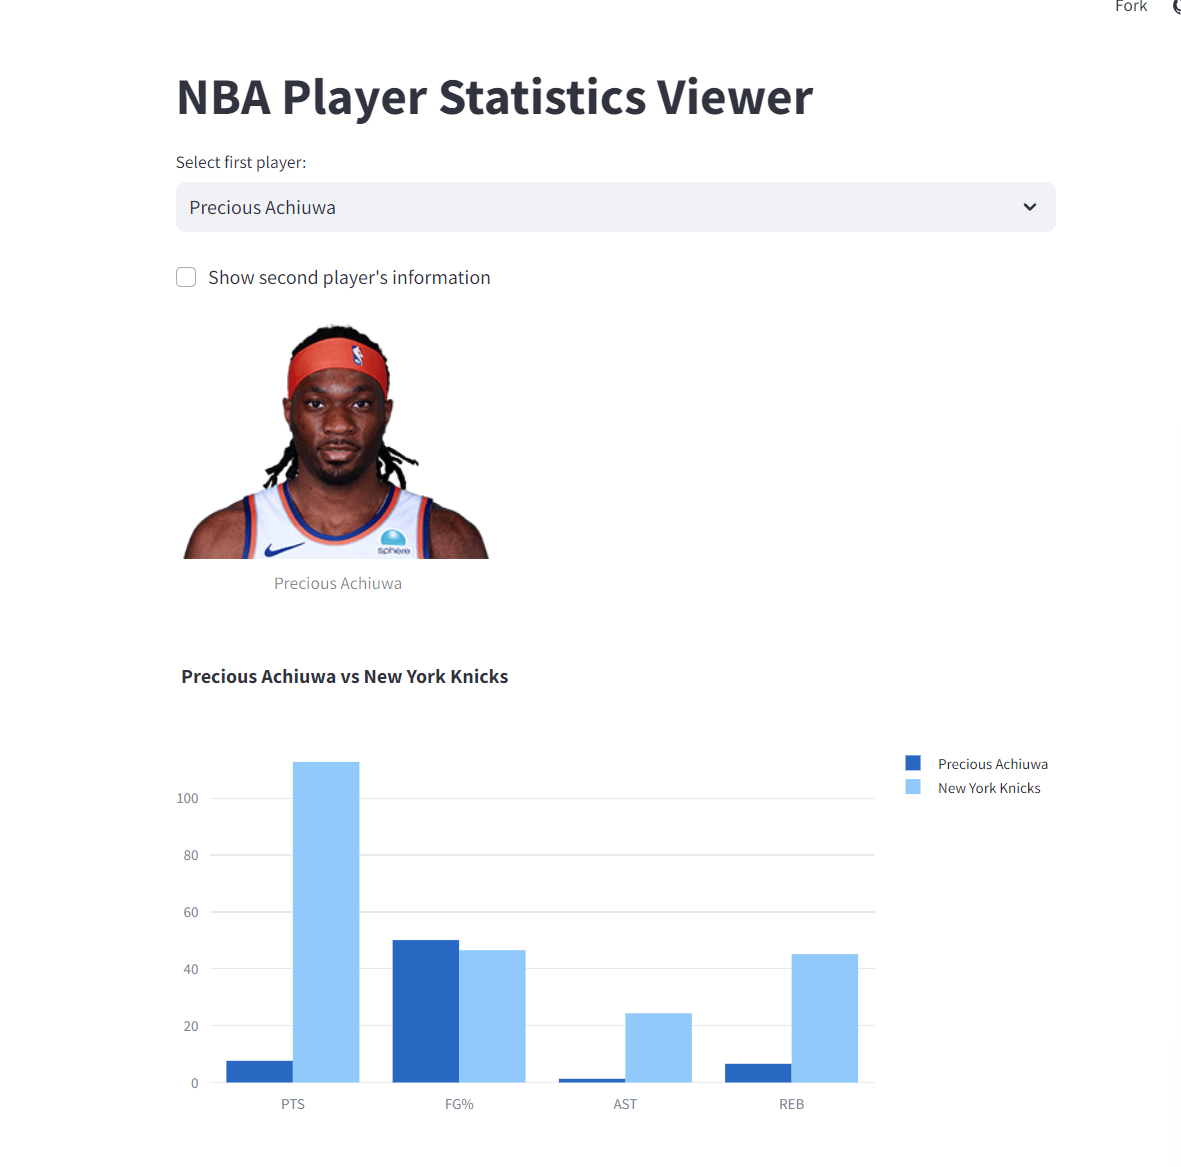 Fork
NBA Player Statistics Viewer
Select first player:
Precious Achiuwa
Show second player's information
sphere
Precious Achiuwa
Precious Achiuwa vs New York Knicks
Precious Achiuwa
New York Knicks
100
80
60
40
20
0
PTS FG% AST REB